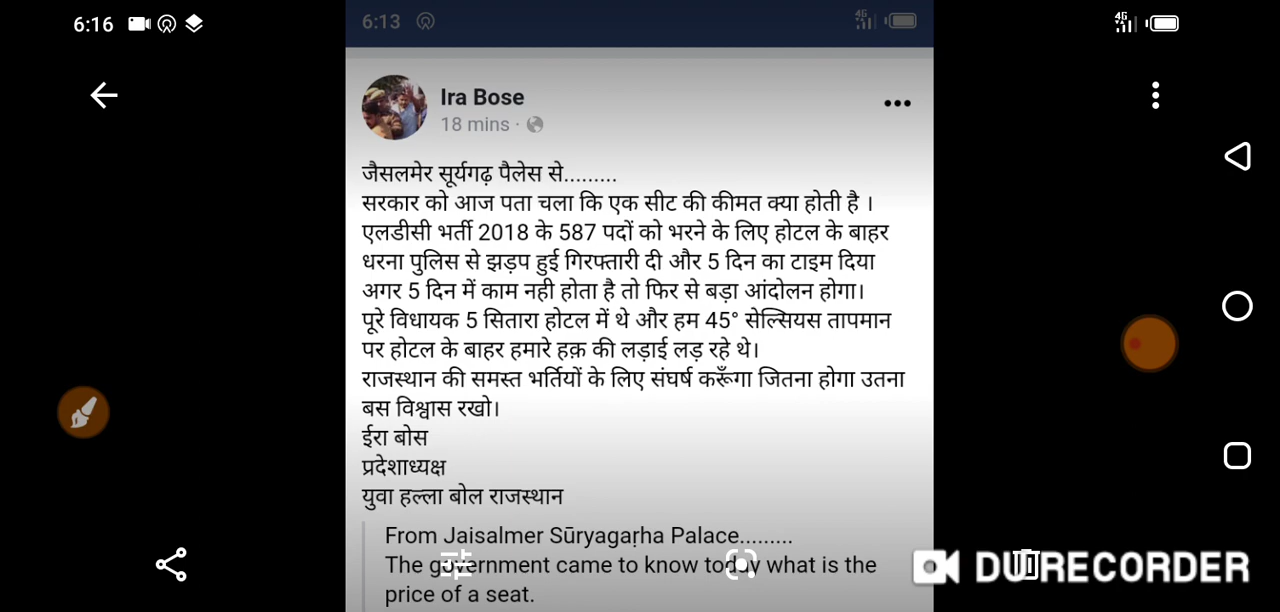 6:16
6:13
4G
4G
Ira Bose
18 mins ·
जैसलमेर सूर्यगढ़ पैलेस से.........
सरकार को आज पता चला कि एक सीट की कीमत क्या होती है ।
एलडीसी भर्ती 2018 के 587 पदों को भरने के लिए होटल के बाहर
धरना पुलिस से झड़प हुई गिरफ्तारी दी और 5 दिन का टाइम दिया
अगर 5 दिन में काम नही होता है तो फिर से बड़ा आंदोलन होगा।
पूरे विधायक 5 सितारा होटल में थे और हम 45° सेल्सियस तापमान
पर होटल के बाहर हमारे हक़ की लड़ाई लड़ रहे थे।
राजस्थान की समस्त भर्तियों के लिए संघर्ष करूँगा जितना होगा उतना
बस विश्वास रखो।
ईरा बोस
प्रदेशाध्यक्ष
युवा हल्ला बोल राजस्थान
From Jaisalmer Sūryagaṛha Palace.........
The government came to know today what is the
price of a seat.
DU RECORDER